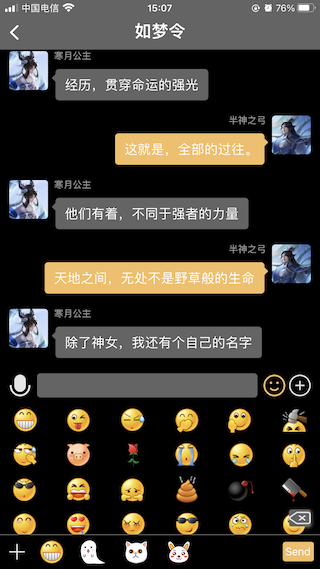 中国电信
15:07
76%
如梦令
寒月公主
经历，贯穿命运的强光
半神之弓
这就是，全部的过往。
寒月公主
他们有着，不同于强者的力量
半神之弓
天地之间，无处不是野草般的生命
寒月公主
除了神女，我还有个自己的名字
Send